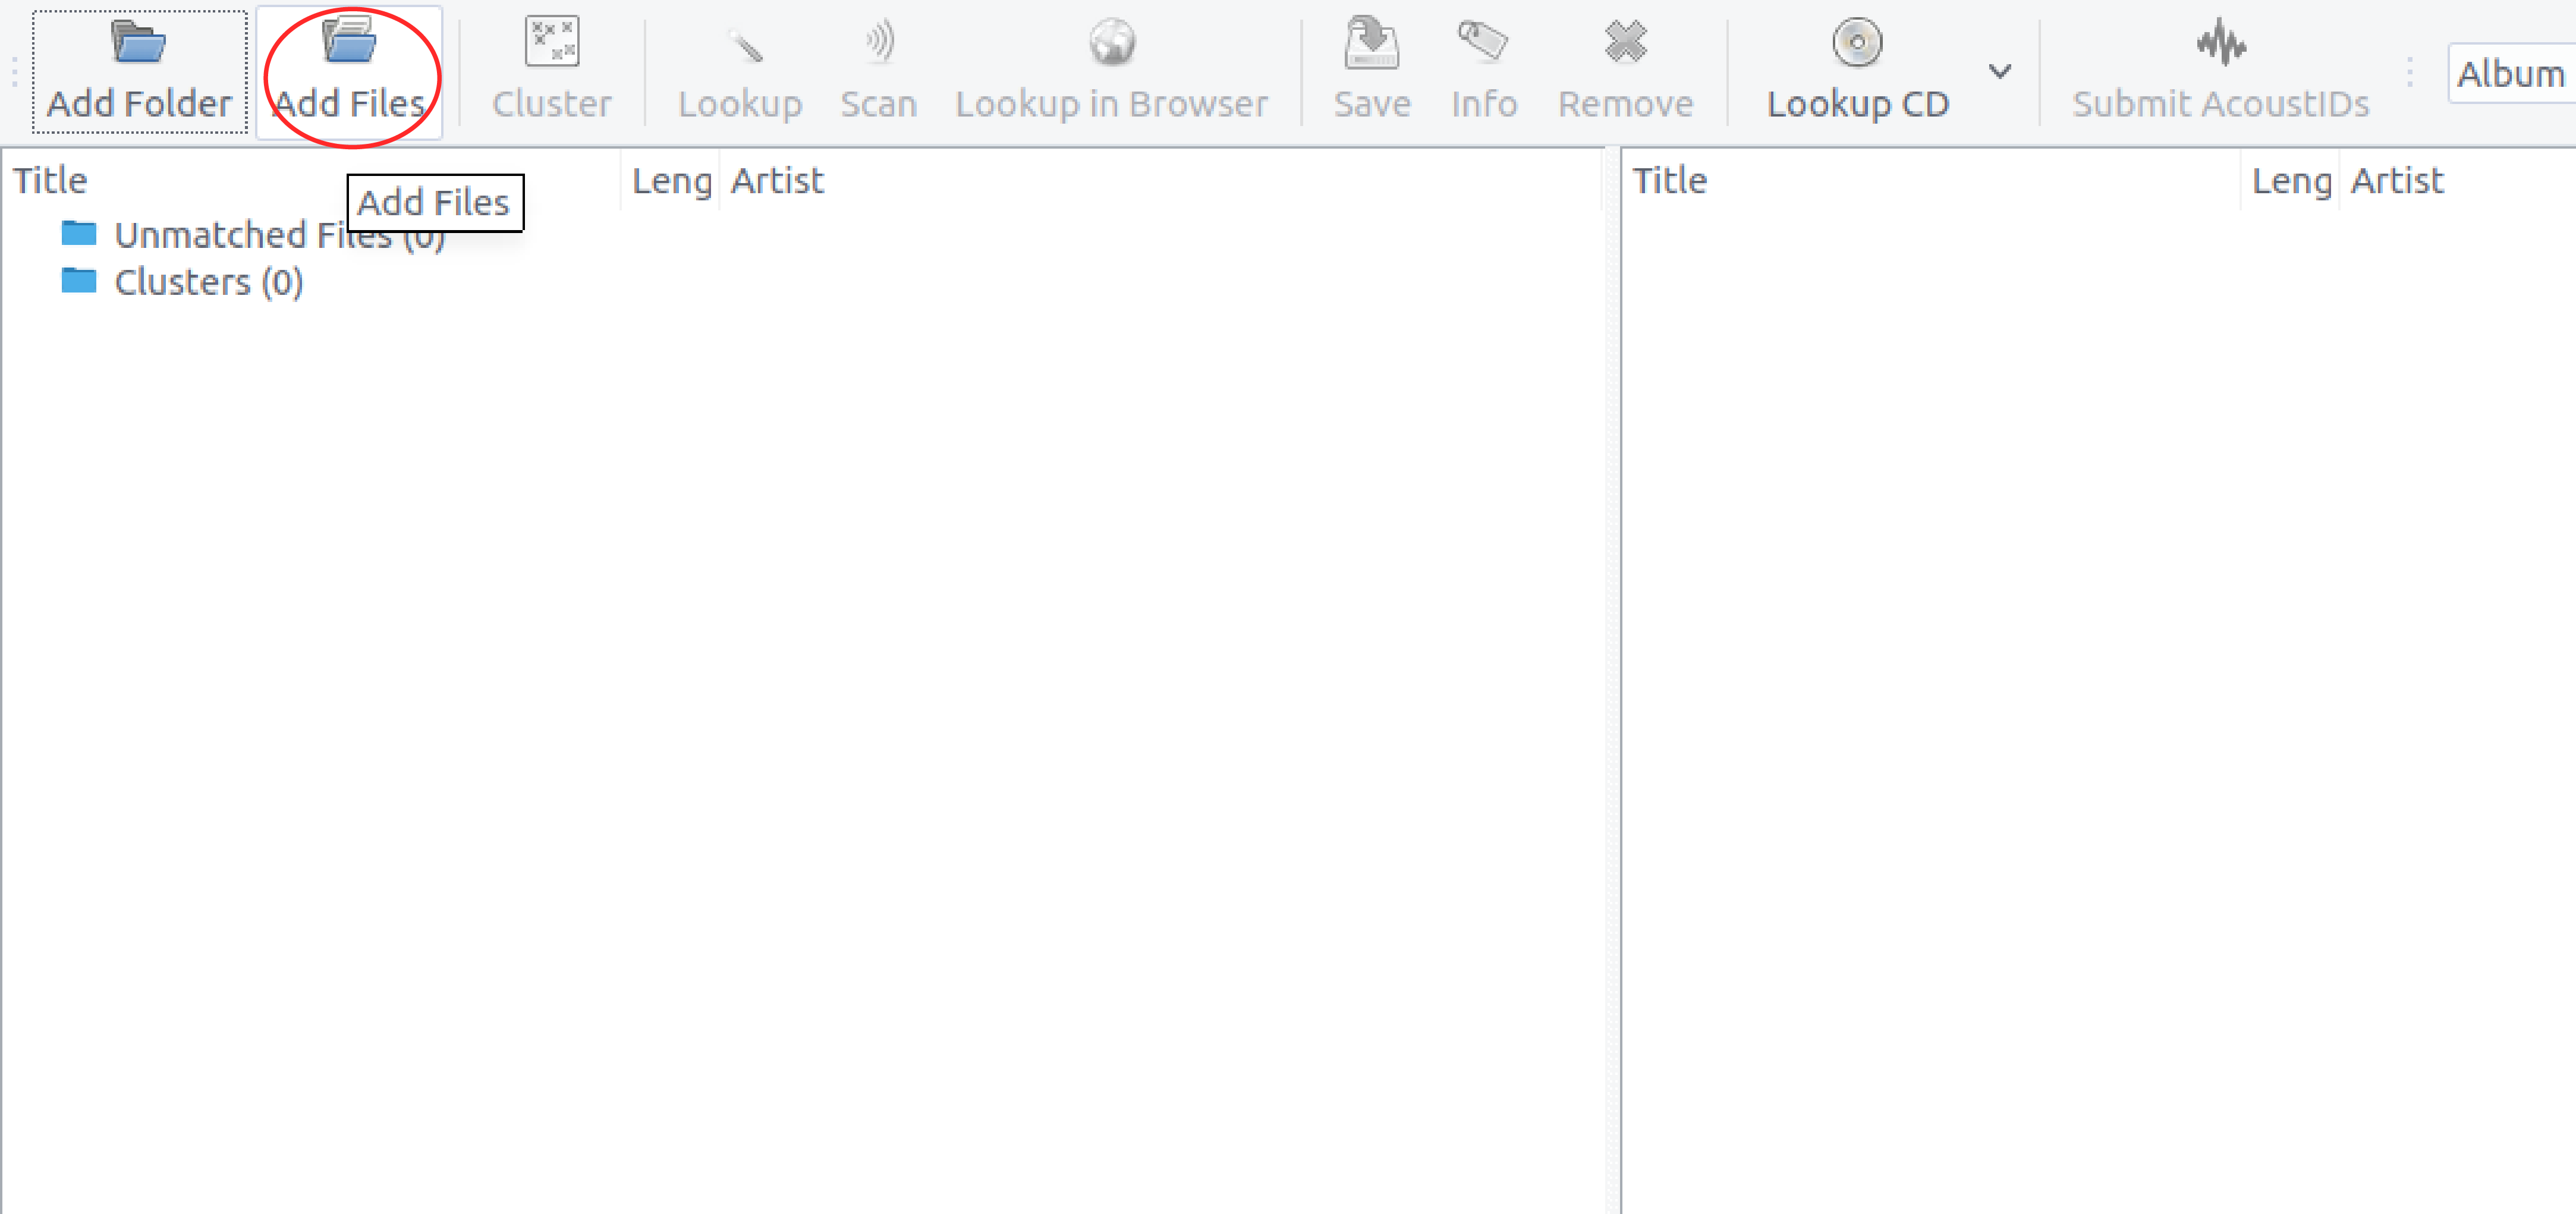 Add Folder Add Files Cluster Lookup Scan Lookup in Browser Save Info Remove Lookup CD Submit AcoustIDs Album
Title Leng Artist Title Leng Artist
Add Files
Unmatched Files (0)
Clusters (0)